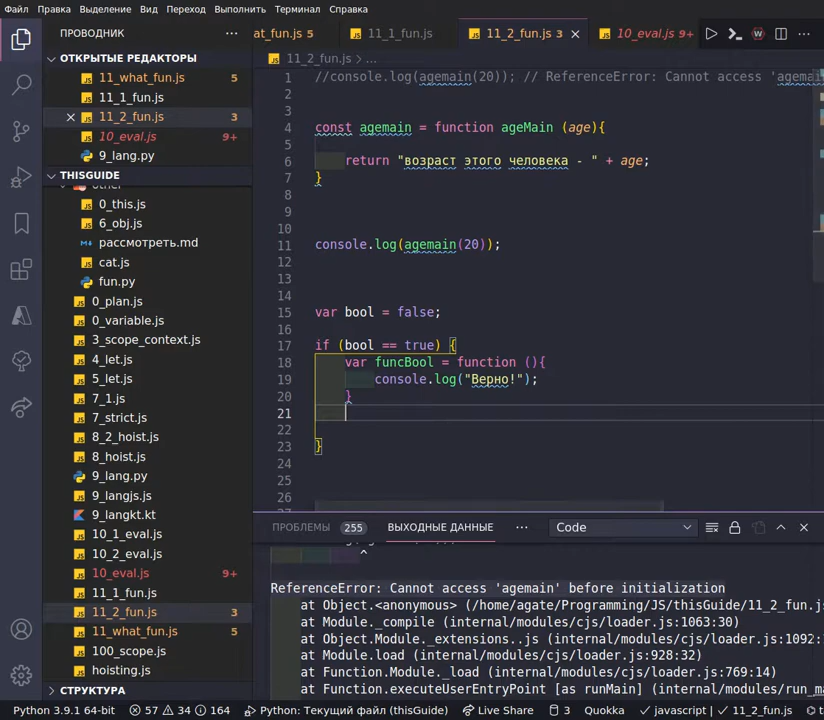 Файл Правка Выделение Вид Переход Выполнить Терминал Справка
ПРОВОДНИК ···
at_fun.js 5 11_1_fun.js 11_2_fun.js 3 10_eval.js 9+
ОТКРЫТЫЕ РЕДАКТОРЫ
11_what_fun.js 5
11_1_fun.js
11_2_fun.js 3
10_eval.js 9+
9_lang.py
THISGUIDE
0_this.js
6_obj.js
рассмотреть.md
cat.js
fun.py
0_plan.js
0_variable.js
3_scope_context.js
4_let.js
5_let.js
7_1.js
7_strict.js
8_2_hoist.js
8_hoist.js
9_lang.py
9_langjs.js
9_langkt.kt
10_1_eval.js
10_2_eval.js
10_eval.js 9+
11_1_fun.js
11_2_fun.js 3
11_what_fun.js 5
100_scope.js
hoisting.js
СТРУКТУРА
11_2_fun.js > ...
1 //console.log(agemain(20)); // ReferenceError: Cannot access 'agemai
2
3
4 const agemain = function ageMain (age){
5
6 return "возраст этого человека - " + age;
7 }
8
9
10
11 console.log(agemain(20));
12
13
14
15 var bool = false;
16
17 if (bool == true) {
18 var funcBool = function (){
19 console.log("Верно!");
20 }
21
22
23 }
24
25
26
ПРОБЛЕМЫ 255 ВЫХОДНЫЕ ДАННЫЕ ··· Code
^
ReferenceError: Cannot access 'agemain' before initialization
at Object.<anonymous> (/home/agate/Programming/JS/thisGuide/11_2_fun.js
at Module._compile (internal/modules/cjs/loader.js:1063:30)
at Object.Module._extensions..js (internal/modules/cjs/loader.js:1092:
at Module.load (internal/modules/cjs/loader.js:928:32)
at Function.Module._load (internal/modules/cjs/loader.js:769:14)
at Function.executeUserEntryPoint [as runMain] (internal/modules/run_ma
Python 3.9.1 64-bit 57 34 164 Python: Текущий файл (thisGuide) Live Share 3 Quokka javascript | 11_2_fun.js